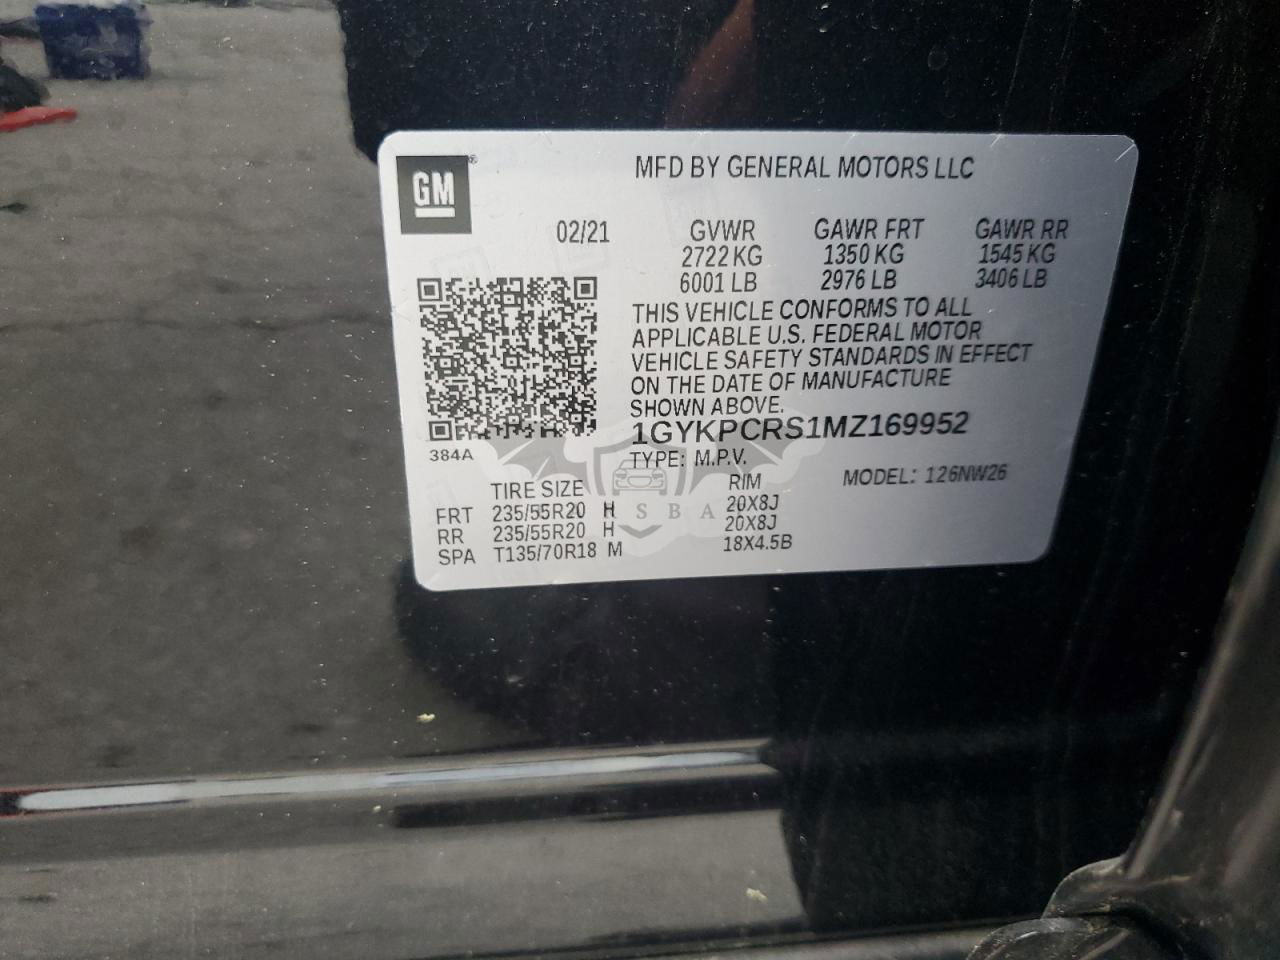 MFD BY GENERAL MOTORS LLC
GM®
02/21 GVWR GAWR FRT GAWR RR
2722 KG 1350 KG 1545 KG
6001 LB 2976 LB 3406 LB
THIS VEHICLE CONFORMS TO ALL
APPLICABLE U.S. FEDERAL MOTOR
VEHICLE SAFETY STANDARDS IN EFFECT
ON THE DATE OF MANUFACTURE
SHOWN ABOVE.
1GYKPCRS1MZ169952
384A TYPE: M.P.V.
MODEL: 126NW26
TIRE SIZE RIM
FRT 235/55R20 H 20X8J
RR 235/55R20 H 20X8J
SPA T135/70R18 M 18X4.5B
SBA